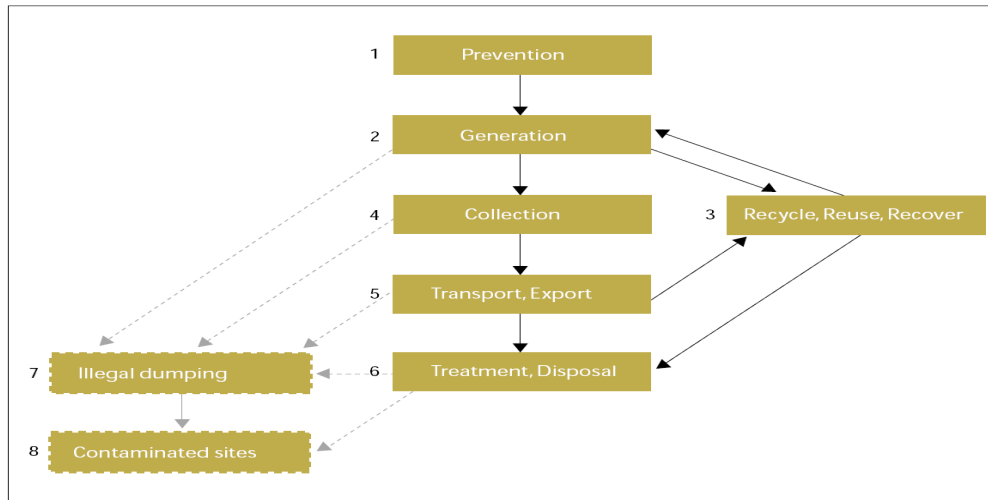 1 Prevention
2 Generation
4 Collection
3 Recycle, Reuse, Recover
5 Transport, Export
6 Treatment, Disposal
7 Illegal dumping
8 Contaminated sites